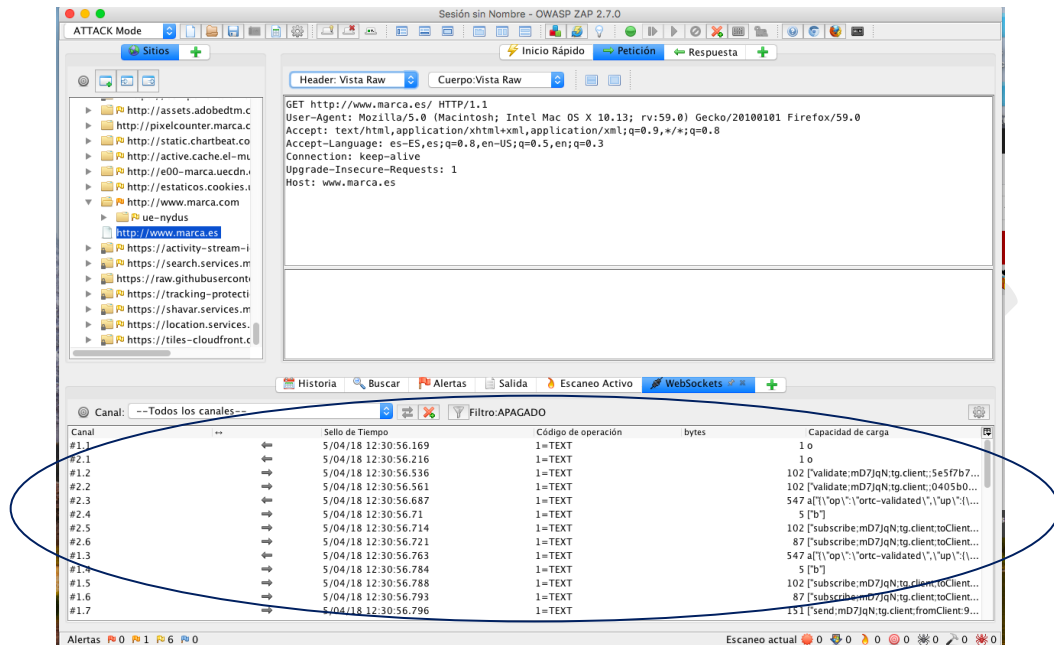 Sesión sin Nombre - OWASP ZAP 2.7.0
ATTACK Mode
Sitios
Inicio Rápido Petición Respuesta
Header: Vista Raw Cuerpo:Vista Raw
http://assets.adobedtm.c
http://pixelcounter.marca.c
http://static.chartbeat.co
http://active.cache.el-mu
http://e00-marca.uecdn.
http://estaticos.cookies.
http://www.marca.com
ue-nydus
http://www.marca.es
https://activity-stream-i
https://search.services.m
https://raw.githubuserconte
https://tracking-protecti
https://shavar.services.m
https://location.services.
https://tiles-cloudfront.c
GET http://www.marca.es/ HTTP/1.1
User-Agent: Mozilla/5.0 (Macintosh; Intel Mac OS X 10.13; rv:59.0) Gecko/20100101 Firefox/59.0
Accept: text/html,application/xhtml+xml,application/xml;q=0.9,*/*;q=0.8
Accept-Language: es-ES,es;q=0.8,en-US;q=0.5,en;q=0.3
Connection: keep-alive
Upgrade-Insecure-Requests: 1
Host: www.marca.es
Historia Buscar Alertas Salida Escaneo Activo WebSockets
Canal: --Todos los canales-- Filtro:APAGADO
Canal ↔ Sello de Tiempo Código de operación bytes Capacidad de carga
#1.1 ← 5/04/18 12:30:56.169 1=TEXT 1 o
#2.1 ← 5/04/18 12:30:56.216 1=TEXT 1 o
#1.2 → 5/04/18 12:30:56.536 1=TEXT 102 ["validate;mD7JqN;tg.client;;5e5f7b7...
#2.2 → 5/04/18 12:30:56.561 1=TEXT 102 ["validate;mD7JqN;tg.client;;0405b0...
#2.3 ← 5/04/18 12:30:56.687 1=TEXT 547 a["{\"op\":\"ortc-validated\",\"up\":{\...
#2.4 → 5/04/18 12:30:56.71 1=TEXT 5 ["b"]
#2.5 → 5/04/18 12:30:56.714 1=TEXT 102 ["subscribe;mD7JqN;tg.client;toClient...
#2.6 → 5/04/18 12:30:56.721 1=TEXT 87 ["subscribe;mD7JqN;tg.client;toClient...
#1.3 ← 5/04/18 12:30:56.763 1=TEXT 547 a["{\"op\":\"ortc-validated\",\"up\":{\...
#1.4 → 5/04/18 12:30:56.784 1=TEXT 5 ["b"]
#1.5 → 5/04/18 12:30:56.788 1=TEXT 102 ["subscribe;mD7JqN;tg.client;toClient...
#1.6 → 5/04/18 12:30:56.793 1=TEXT 87 ["subscribe;mD7JqN;tg.client;toClient...
#1.7 → 5/04/18 12:30:56.796 1=TEXT 151 ["send;mD7JqN;tg.client;fromClient:9...
Alertas 0 1 6 0 Escaneo actual 0 0 0 0 0 0 0